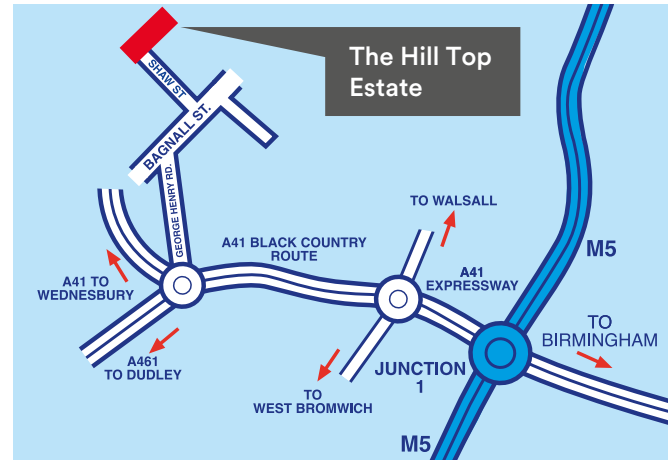 The Hill Top
Estate
SHAW ST
BAGNALL ST.
GEORGE HENRY RD.
TO WALSALL
A41 BLACK COUNTRY
ROUTE
A41
EXPRESSWAY
M5
A41 TO
WEDNESBURY
TO
BIRMINGHAM
A461
TO DUDLEY
JUNCTION
1
TO
WEST BROMWICH
M5